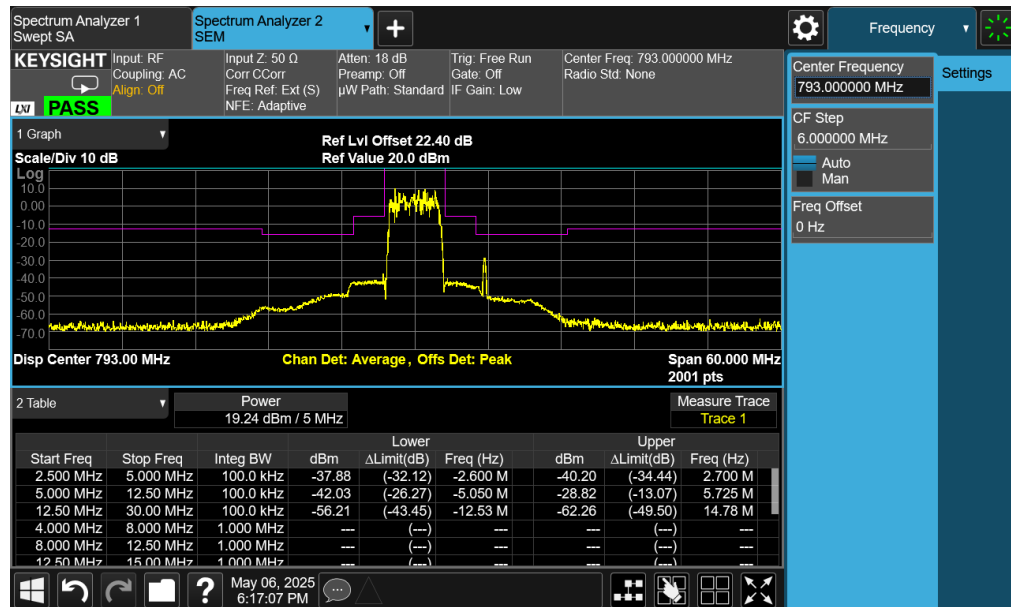 Spectrum Analyzer 1
Swept SA
Spectrum Analyzer 2
SEM
Frequency
KEYSIGHT
LXI
PASS
Input: RF
Coupling: AC
Align: Off
Input Z: 50 Ω
Corr CCorr
Freq Ref: Ext (S)
NFE: Adaptive
Atten: 18 dB
Preamp: Off
µW Path: Standard
Trig: Free Run
Gate: Off
IF Gain: Low
Center Freq: 793.000000 MHz
Radio Std: None
Center Frequency
793.000000 MHz
Settings
CF Step
6.000000 MHz
Auto
Man
Freq Offset
0 Hz
1 Graph
Scale/Div 10 dB
Ref Lvl Offset 22.40 dB
Ref Value 20.0 dBm
Log
10.0
0.00
-10.0
-20.0
-30.0
-40.0
-50.0
-60.0
-70.0
Disp Center 793.00 MHz
Chan Det: Average , Offs Det: Peak
Span 60.000 MHz
2001 pts
2 Table
Power
19.24 dBm / 5 MHz
Measure Trace
Trace 1
Lower Upper
Start Freq Stop Freq Integ BW dBm ∆Limit(dB) Freq (Hz) dBm ∆Limit(dB) Freq (Hz)
2.500 MHz 5.000 MHz 100.0 kHz -37.88 (-32.12) -2.600 M -40.20 (-34.44) 2.700 M
5.000 MHz 12.50 MHz 100.0 kHz -42.03 (-26.27) -5.050 M -28.82 (-13.07) 5.725 M
12.50 MHz 30.00 MHz 100.0 kHz -56.21 (-43.45) -12.53 M -62.26 (-49.50) 14.78 M
4.000 MHz 8.000 MHz 1.000 MHz --- (---) --- --- (---) ---
8.000 MHz 12.50 MHz 1.000 MHz --- (---) --- --- (---) ---
12.50 MHz 15.00 MHz 1.000 MHz --- (---) --- --- (---) ---
?
May 06, 2025
6:17:07 PM